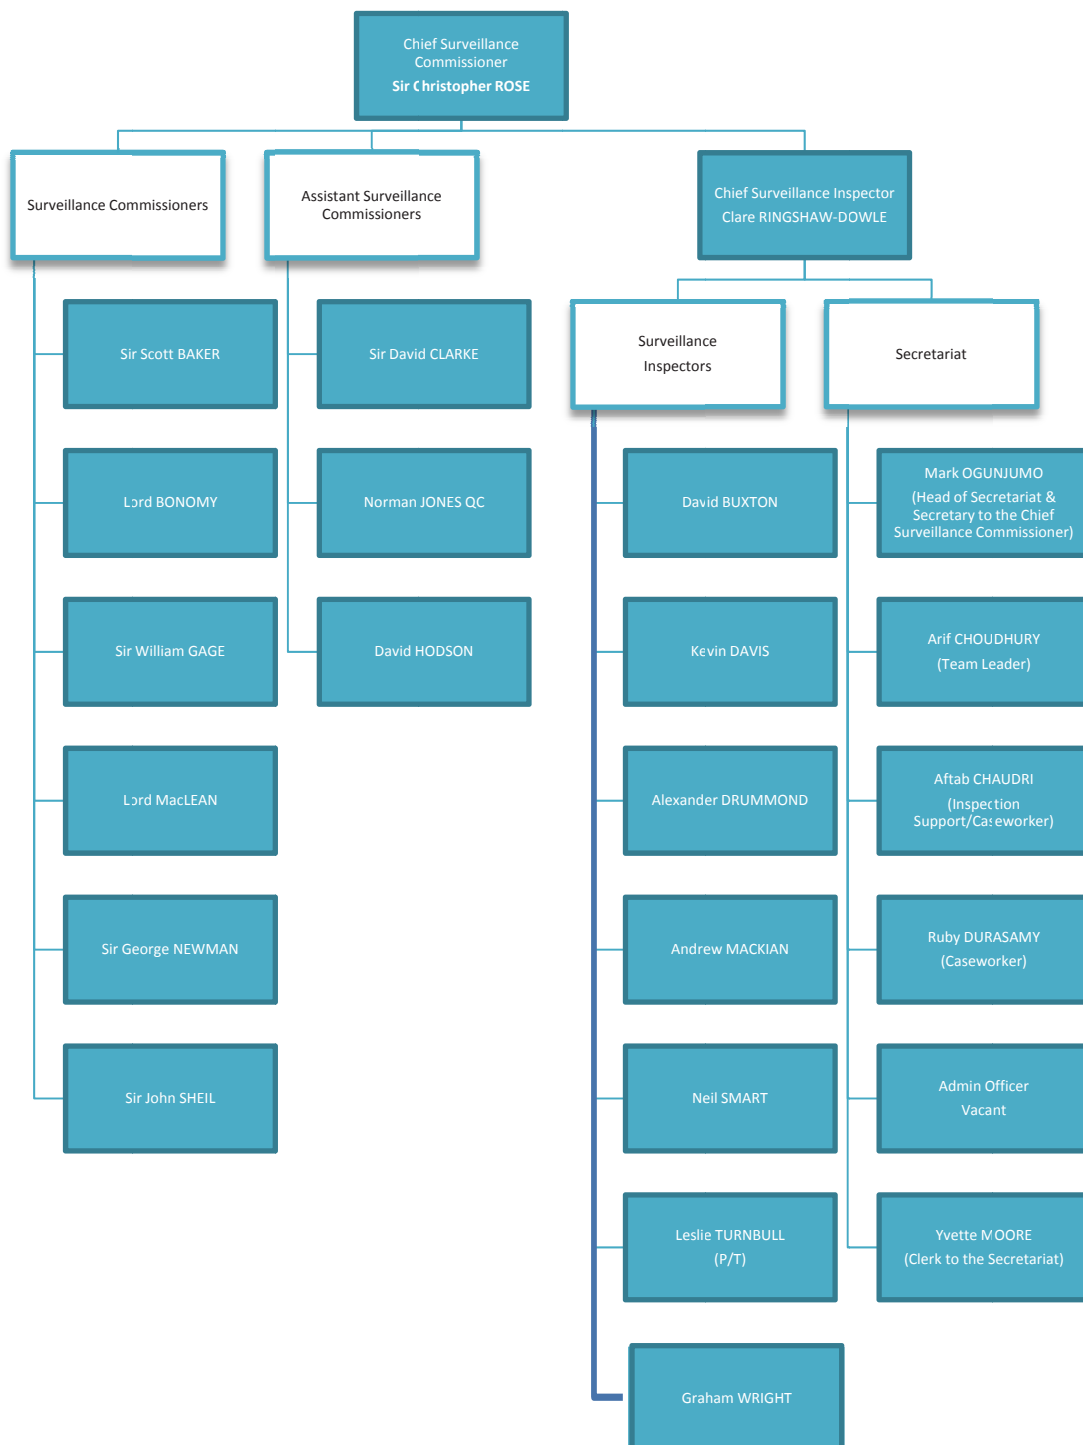 Chief Surveillance
Commissioner
Sir Christopher ROSE
Surveillance Commissioners
Assistant Surveillance
Commissioners
Chief Surveillance Inspector
Clare RINGSHAW-DOWLE
Sir Scott BAKER
Lord BONOMY
Sir William GAGE
Lord MacLEAN
Sir George NEWMAN
Sir John SHEIL
Sir David CLARKE
Norman JONES QC
David HODSON
Surveillance
Inspectors
David BUXTON
Kevin DAVIS
Alexander DRUMMOND
Andrew MACKIAN
Neil SMART
Leslie TURNBULL
(P/T)
Graham WRIGHT
Secretariat
Mark OGUNJUMO
(Head of Secretariat &
Secretary to the Chief
Surveillance Commissioner)
Arif CHOUDHURY
(Team Leader)
Aftab CHAUDRI
(Inspection
Support/Caseworker)
Ruby DURASAMY
(Caseworker)
Admin Officer
Vacant
Yvette MOORE
(Clerk to the Secretariat)